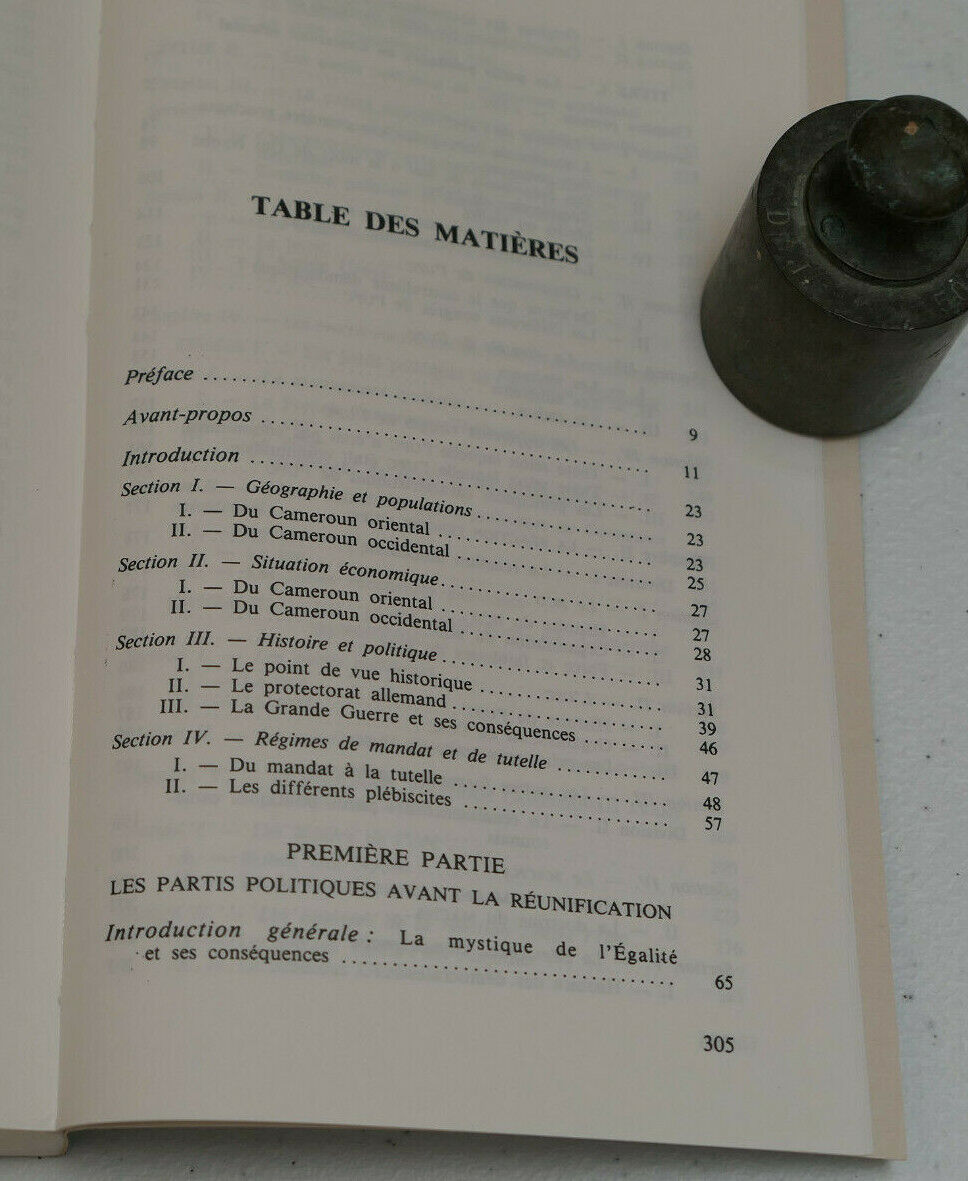 TABLE DES MATIÈRES
Préface .......... 9
Avant-propos .......... 11
Introduction .......... 23
Section I. — Géographie et populations .......... 23
I. — Du Cameroun oriental .......... 23
II. — Du Cameroun occidental .......... 25
Section II. — Situation économique .......... 27
I. — Du Cameroun oriental .......... 27
II. — Du Cameroun occidental .......... 28
Section III. — Histoire et politique .......... 31
I. — Le point de vue historique .......... 31
II. — Le protectorat allemand .......... 39
III. — La Grande Guerre et ses conséquences .......... 46
Section IV. — Régimes de mandat et de tutelle .......... 47
I. — Du mandat à la tutelle .......... 48
II. — Les différents plébiscites .......... 57
PREMIÈRE PARTIE
LES PARTIS POLITIQUES AVANT LA RÉUNIFICATION
Introduction générale : La mystique de l'Égalité
et ses conséquences .......... 65
305